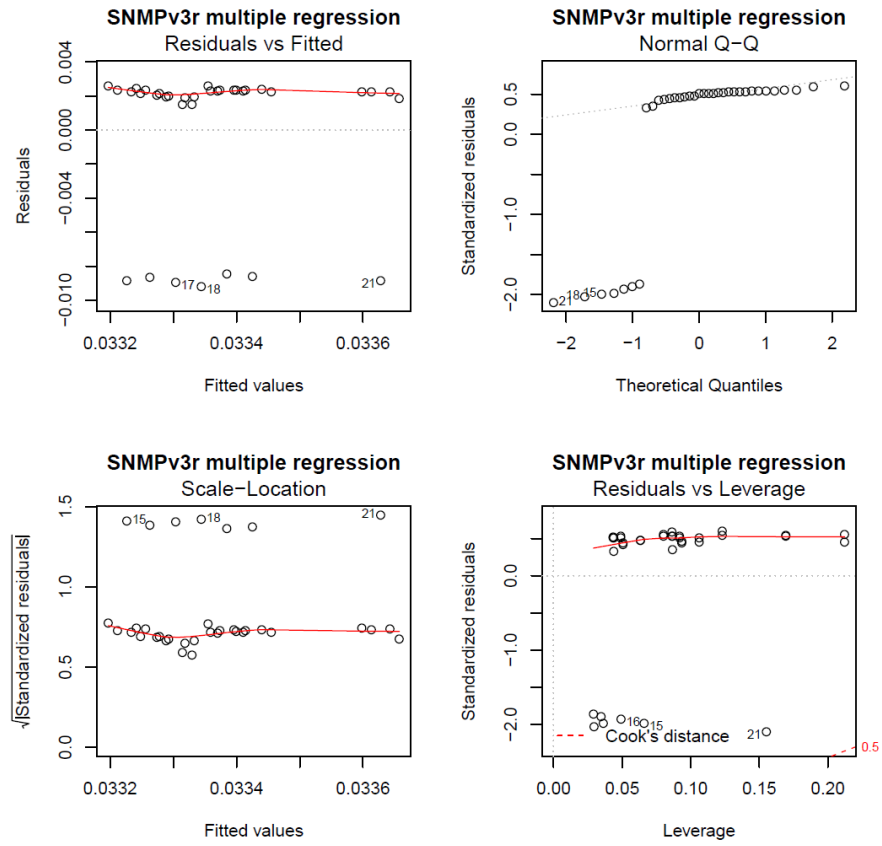 SNMPv3r multiple regression
Residuals vs Fitted
Residuals
0.004
0.000
−0.004
−0.010
17
18
21
0.0332
0.0334
0.0336
Fitted values
SNMPv3r multiple regression
Normal Q−Q
Standardized residuals
0.5
0.0
−1.0
−2.0
21
18
15
−2
−1
0
1
2
Theoretical Quantiles
SNMPv3r multiple regression
Scale−Location
√|Standardized residuals|
1.5
1.0
0.5
0.0
15
18
21
0.0332
0.0334
0.0336
Fitted values
SNMPv3r multiple regression
Residuals vs Leverage
Standardized residuals
0.0
−1.0
−2.0
16
15
21
Cook's distance
0.5
0.00
0.05
0.10
0.15
0.20
Leverage